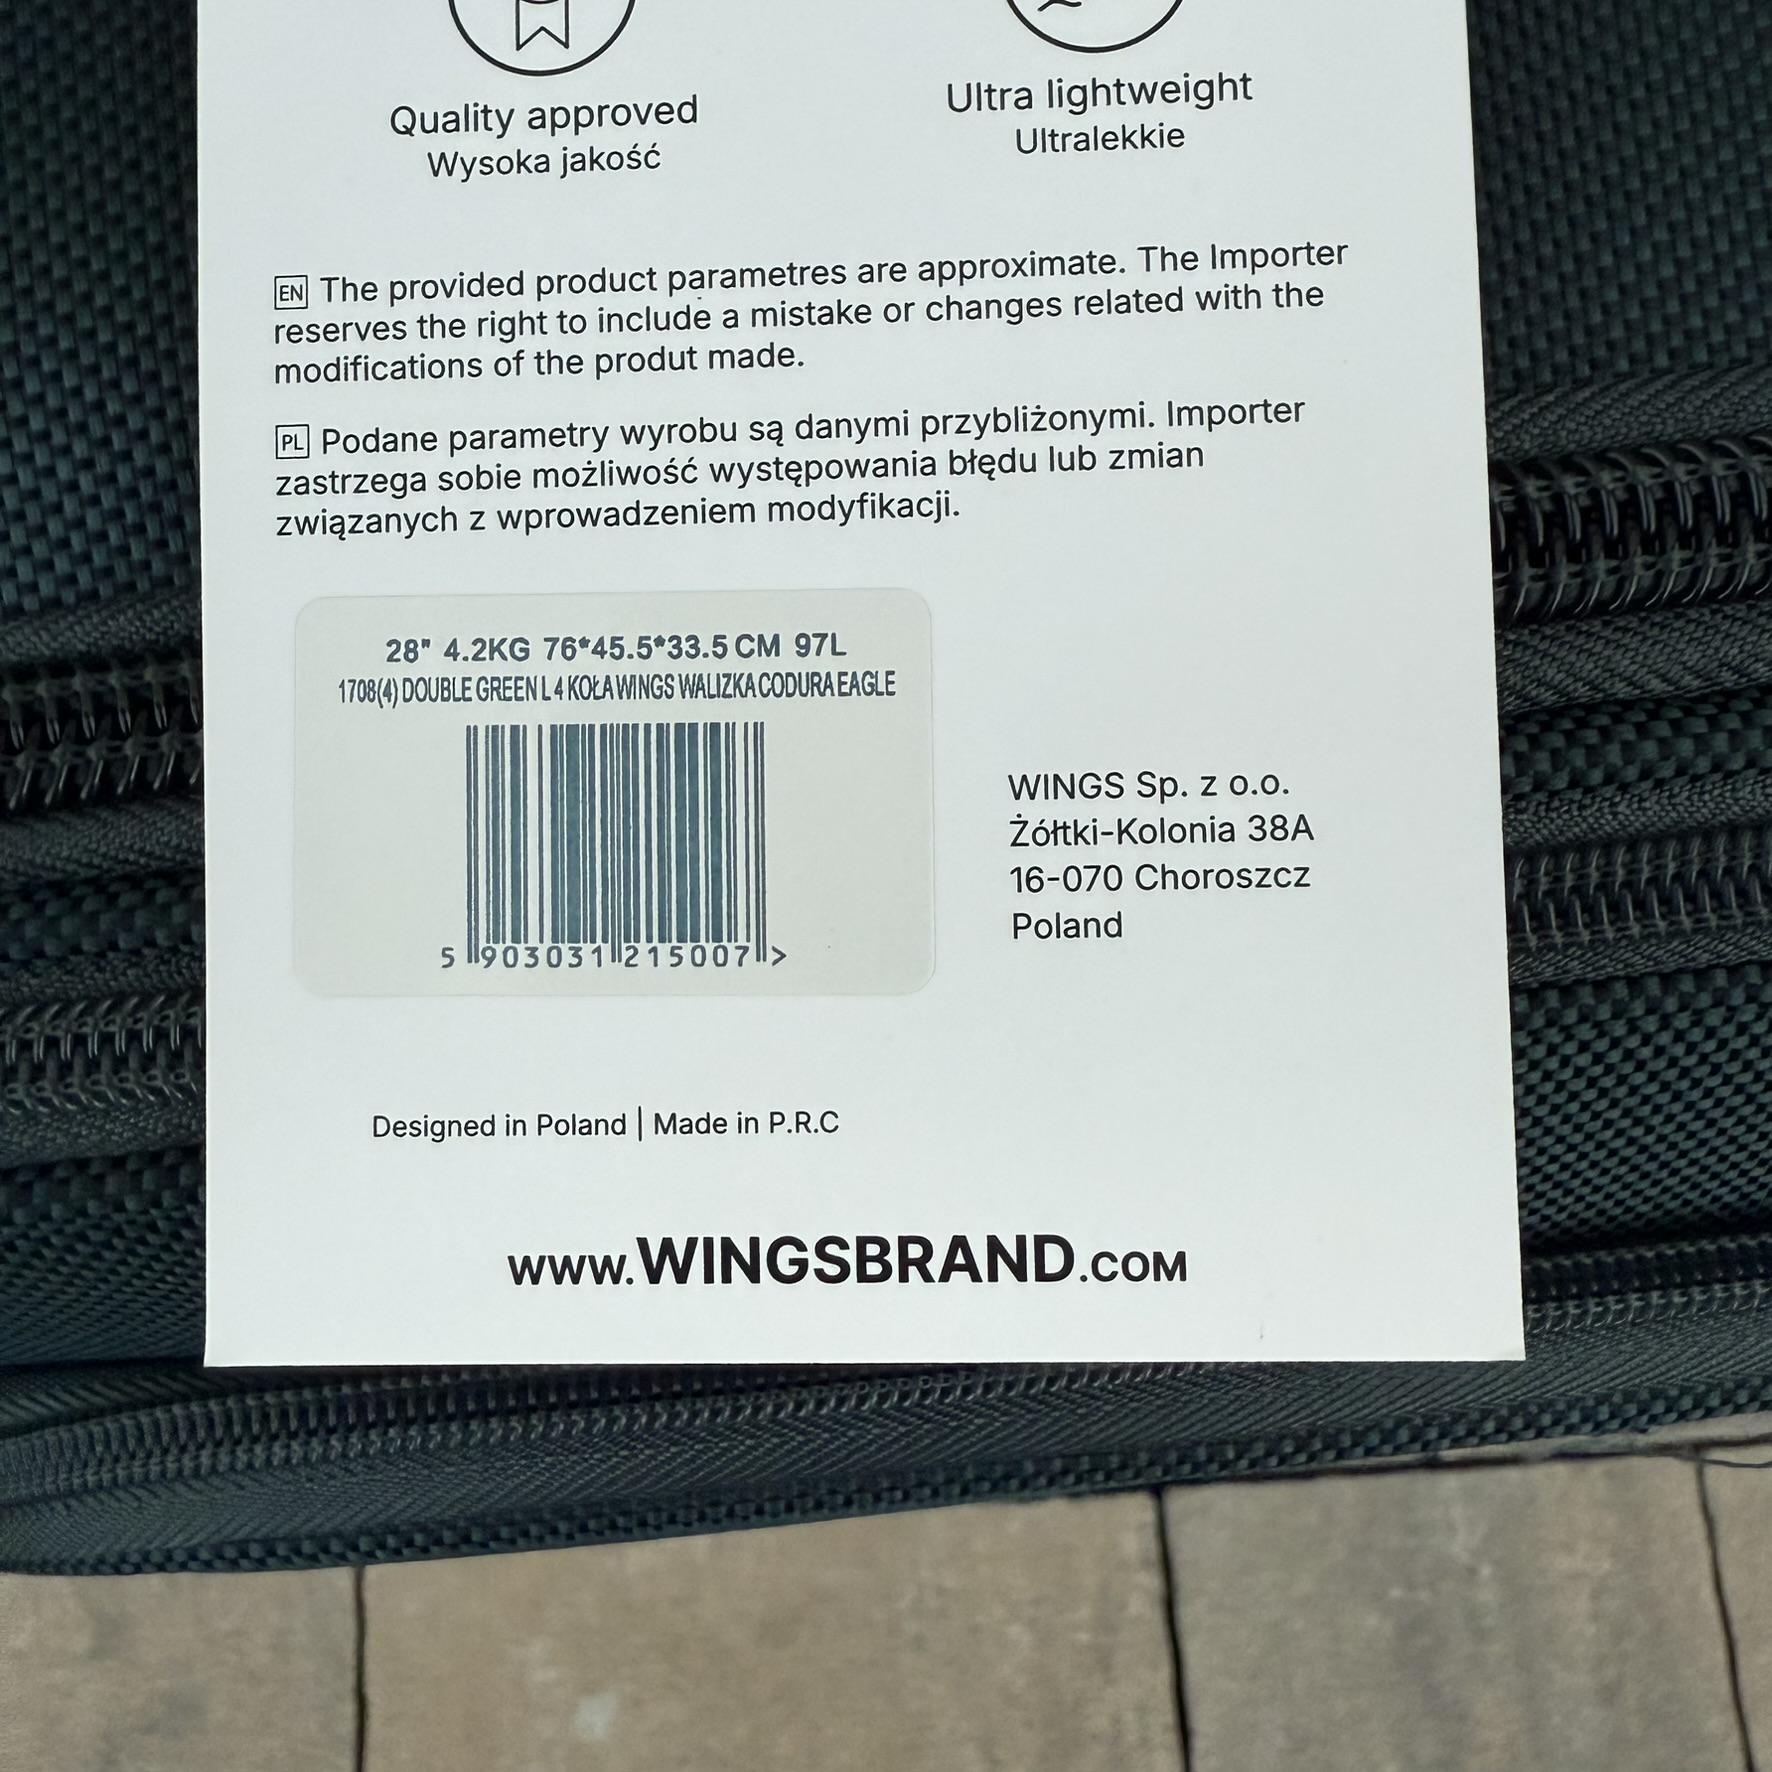 Quality approved
Wysoka jakość
Ultra lightweight
Ultralekkie
EN The provided product parametres are approximate. The Importer
reserves the right to include a mistake or changes related with the
modifications of the produt made.
PL Podane parametry wyrobu są danymi przybliżonymi. Importer
zastrzega sobie możliwość występowania błędu lub zmian
związanych z wprowadzeniem modyfikacji.
28" 4.2KG 76*45.5*33.5 CM 97L
1708(4) DOUBLE GREEN L 4 KOŁA WINGS WALIZKA CODURA EAGLE
5 903031 215007 >
WINGS Sp. z o.o.
Żółtki-Kolonia 38A
16-070 Choroszcz
Poland
Designed in Poland | Made in P.R.C
www.WINGSBRAND.COM